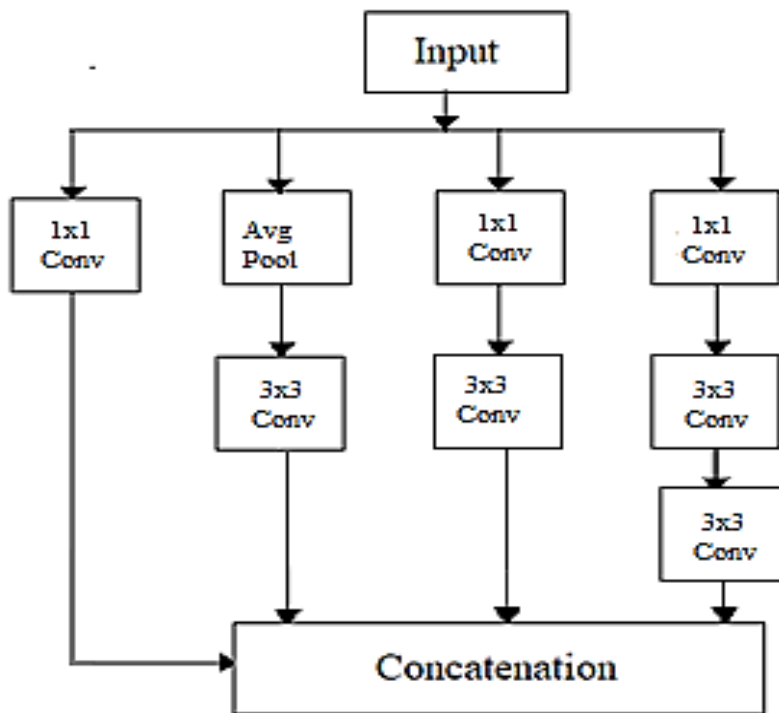 Input
1x1
Conv
Avg
Pool
1x1
Conv
1x1
Conv
3x3
Conv
3x3
Conv
3x3
Conv
3x3
Conv
Concatenation